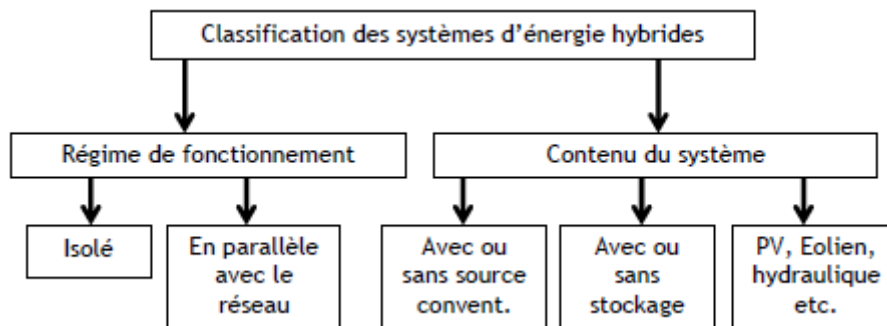 Classification des systèmes d'énergie hybrides
Régime de fonctionnement
Contenu du système
Isolé
En parallèle
avec le
réseau
Avec ou
sans source
convent.
Avec ou
sans
stockage
PV, Eolien,
hydraulique
etc.